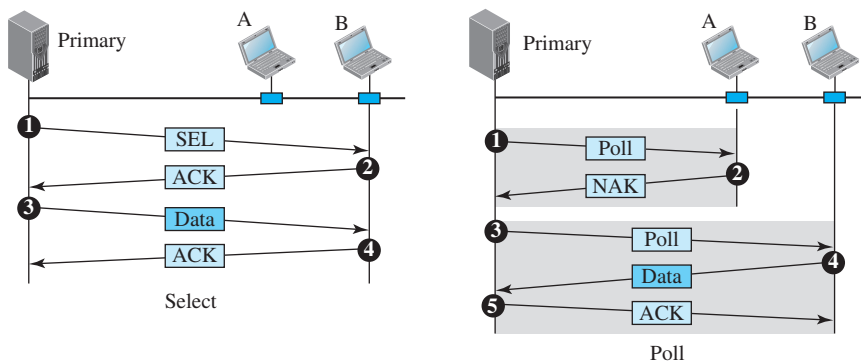 Primary
A
B
1
SEL
2
ACK
3
Data
4
ACK
Select
Primary
A
B
1
Poll
2
NAK
3
Poll
4
Data
5
ACK
Poll